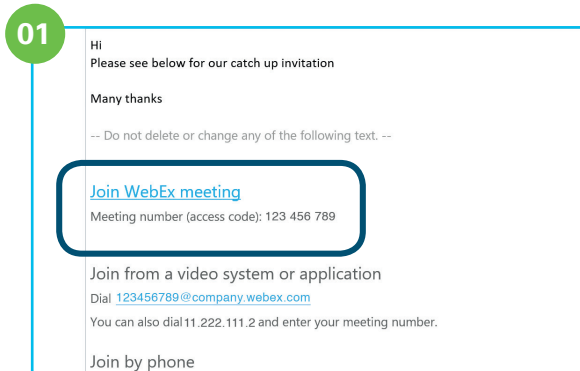 01
Hi
Please see below for our catch up invitation
Many thanks
-- Do not delete or change any of the following text. --
Join WebEx meeting
Meeting number (access code): 123 456 789
Join from a video system or application
Dial 123456789@company.webex.com
You can also dial 11.222.111.2 and enter your meeting number.
Join by phone